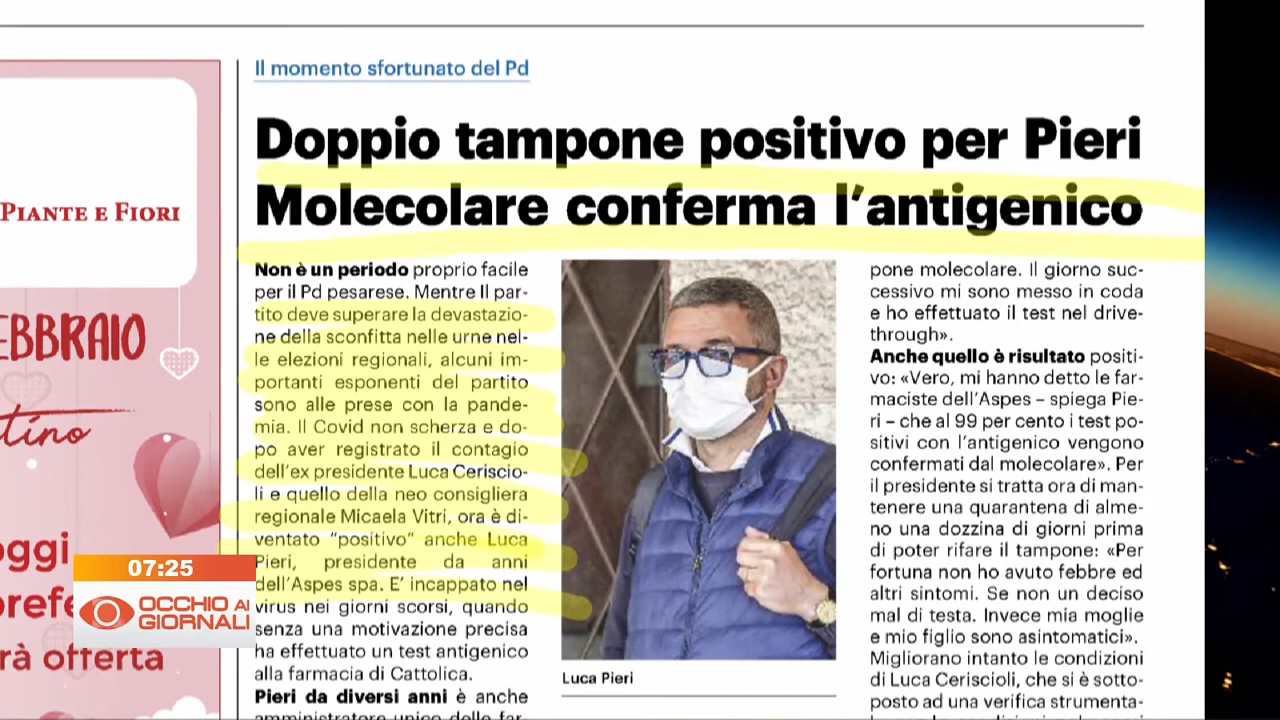 Il momento sfortunato del Pd
Doppio tampone positivo per Pieri
Molecolare conferma l'antigenico
PIANTE E FIORI
EBBRAIO
tino
oggi
prefe
rà offerta
07:25
OCCHIO AI
GIORNALI
Non è un periodo proprio facile
per il Pd pesarese. Mentre Il par-
tito deve superare la devastazio-
ne della sconfitta nelle urne nel-
le elezioni regionali, alcuni im-
portanti esponenti del partito
sono alle prese con la pande-
mia. Il Covid non scherza e do-
po aver registrato il contagio
dell'ex presidente Luca Ceriscio-
li e quello della neo consigliera
regionale Micaela Vitri, ora è di-
ventato "positivo" anche Luca
Pieri, presidente da anni
dell'Aspes spa. E' incappato nel
virus nei giorni scorsi, quando
senza una motivazione precisa
ha effettuato un test antigenico
alla farmacia di Cattolica.
Pieri da diversi anni è anche
amministratore unico delle far-
Luca Pieri
pone molecolare. Il giorno suc-
cessivo mi sono messo in coda
e ho effettuato il test nel drive-
through».
Anche quello è risultato positi-
vo: «Vero, mi hanno detto le far-
maciste dell'Aspes – spiega Pie-
ri – che al 99 per cento i test po-
sitivi con l'antigenico vengono
confermati dal molecolare». Per
il presidente si tratta ora di man-
tenere una quarantena di alme-
no una dozzina di giorni prima
di poter rifare il tampone: «Per
fortuna non ho avuto febbre ed
altri sintomi. Se non un deciso
mal di testa. Invece mia moglie
e mio figlio sono asintomatici».
Migliorano intanto le condizioni
di Luca Ceriscioli, che si è sotto-
posto ad una verifica strumenta-